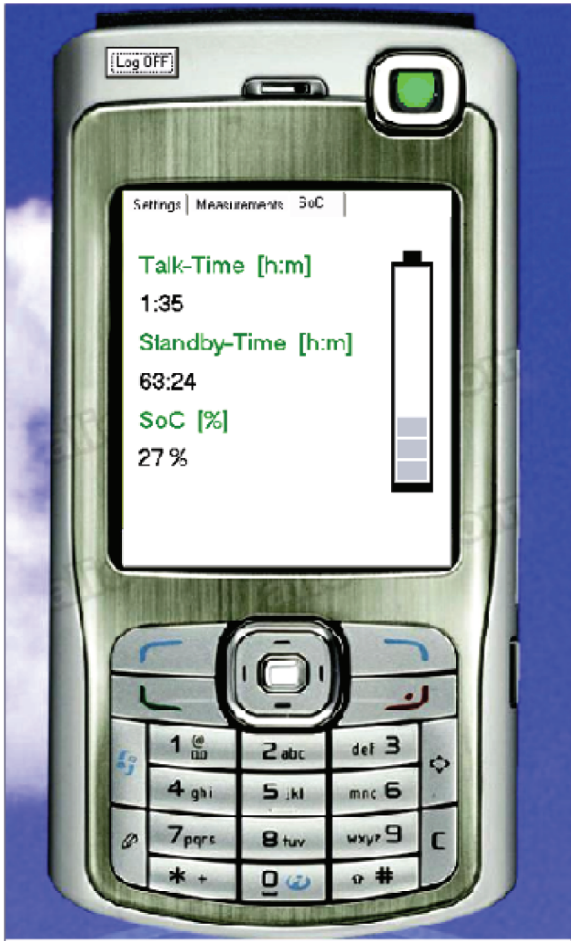 Log OFF
Settings Measurements SoC
Talk-Time [h:m]
1:35
Standby-Time [h:m]
63:24
SoC [%]
27 %
1 @
2 abc
def 3
4 ghi
5 jkl
mno 6
7 pqrs
8 tuv
wxyz 9
C
* +
0
#